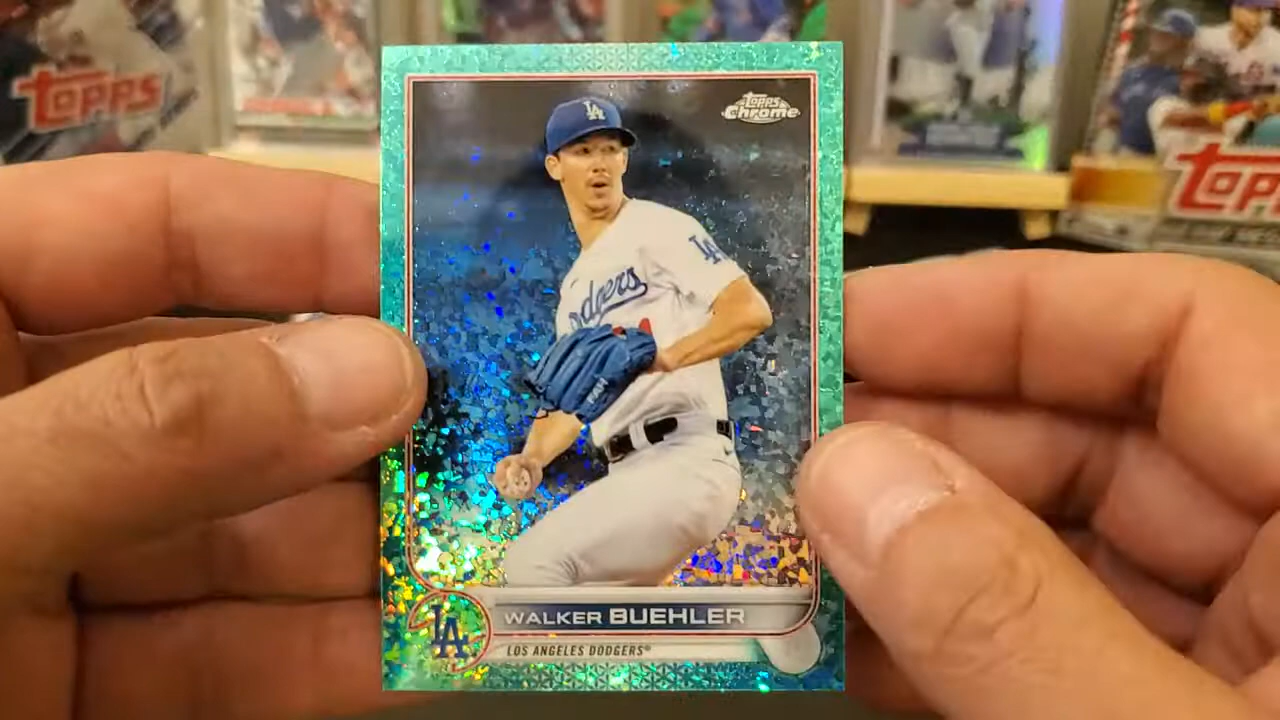 TOPPS
TOPPS
Chrome
LA
LA
Dodgers
LA
WALKER BUEHLER
LOS ANGELES DODGERS®
TOPPS